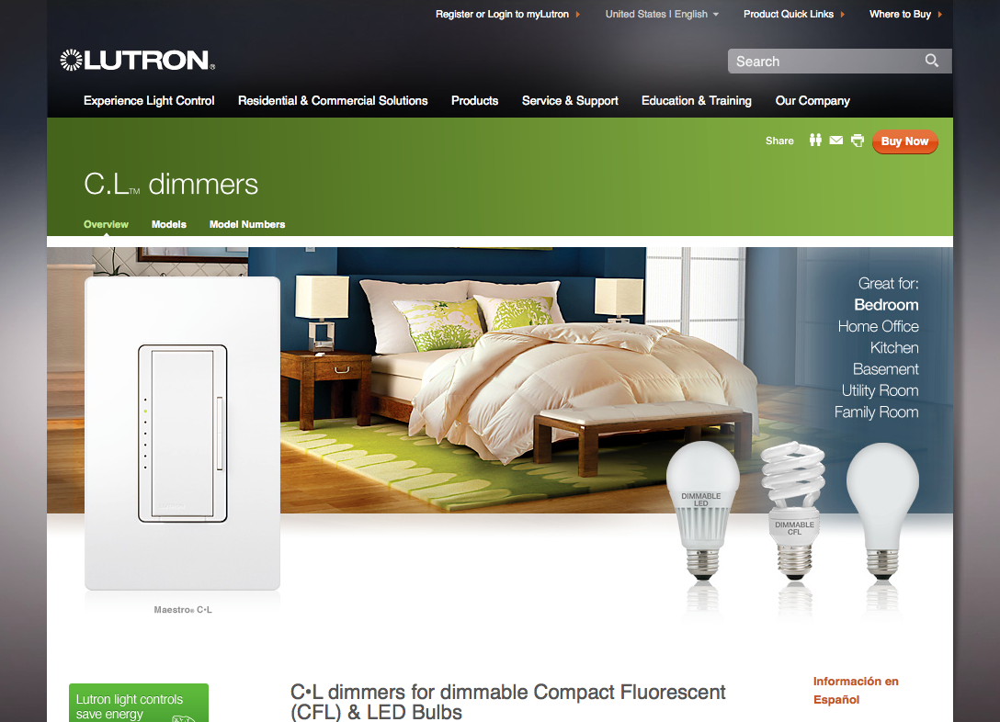 Register or Login to myLutron
United States | English
Product Quick Links
Where to Buy
LUTRON®
Search
Experience Light Control
Residential & Commercial Solutions
Products
Service & Support
Education & Training
Our Company
Share
Buy Now
C.L™ dimmers
Overview
Models
Model Numbers
Great for:
Bedroom
Home Office
Kitchen
Basement
Utility Room
Family Room
DIMMABLE
LED
DIMMABLE
CFL
Maestro® C•L
Lutron light controls
save energy
C•L dimmers for dimmable Compact Fluorescent
(CFL) & LED Bulbs
Información en
Español